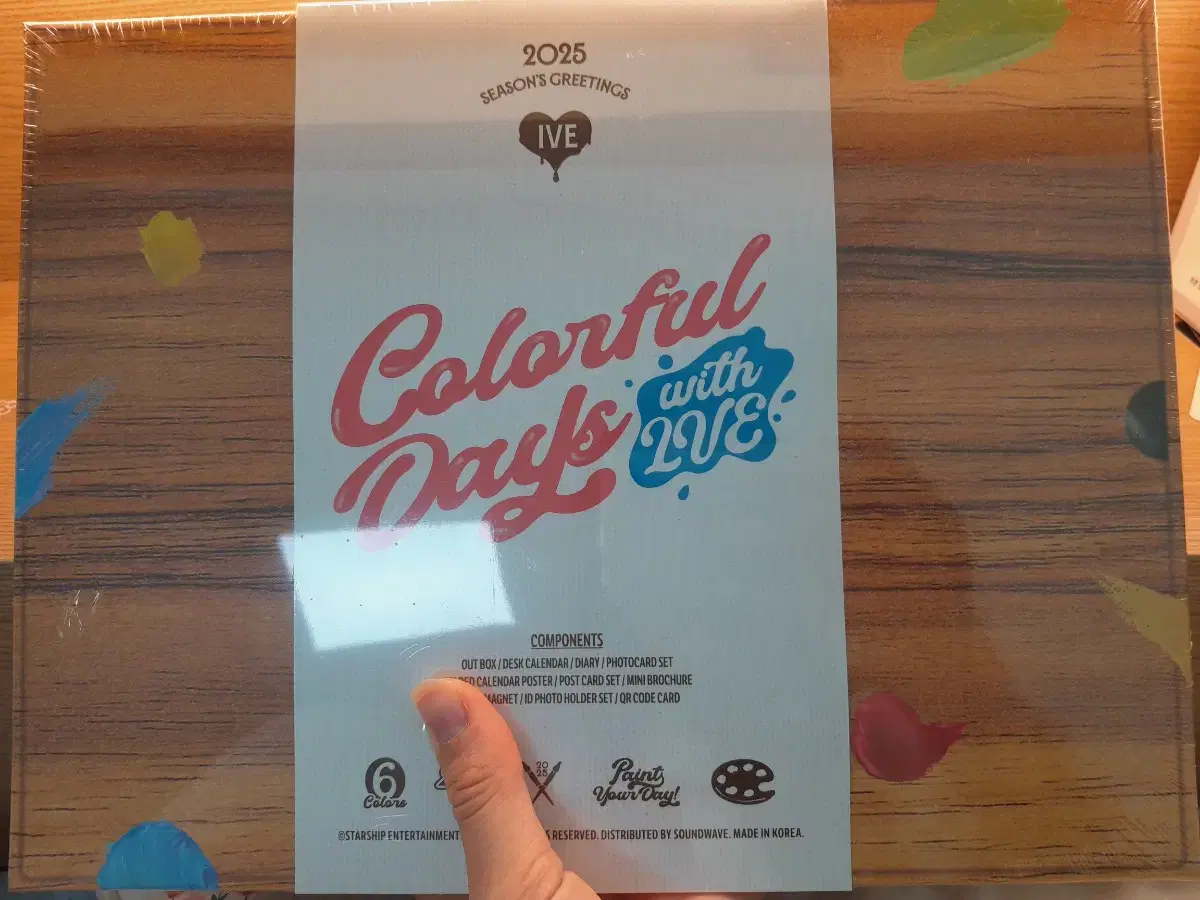 2025
SEASON'S GREETINGS
IVE
Colorful
Days
with
IVE
COMPONENTS
OUT BOX / DESK CALENDAR / DIARY / PHOTOCARD SET
CALENDAR POSTER / POST CARD SET / MINI BROCHURE
MAGNET / ID PHOTO HOLDER SET / QR CODE CARD
6
Colors
20
25
Paint
Your Day!
©STARSHIP ENTERTAINMENT RESERVED. DISTRIBUTED BY SOUNDWAVE. MADE IN KOREA.